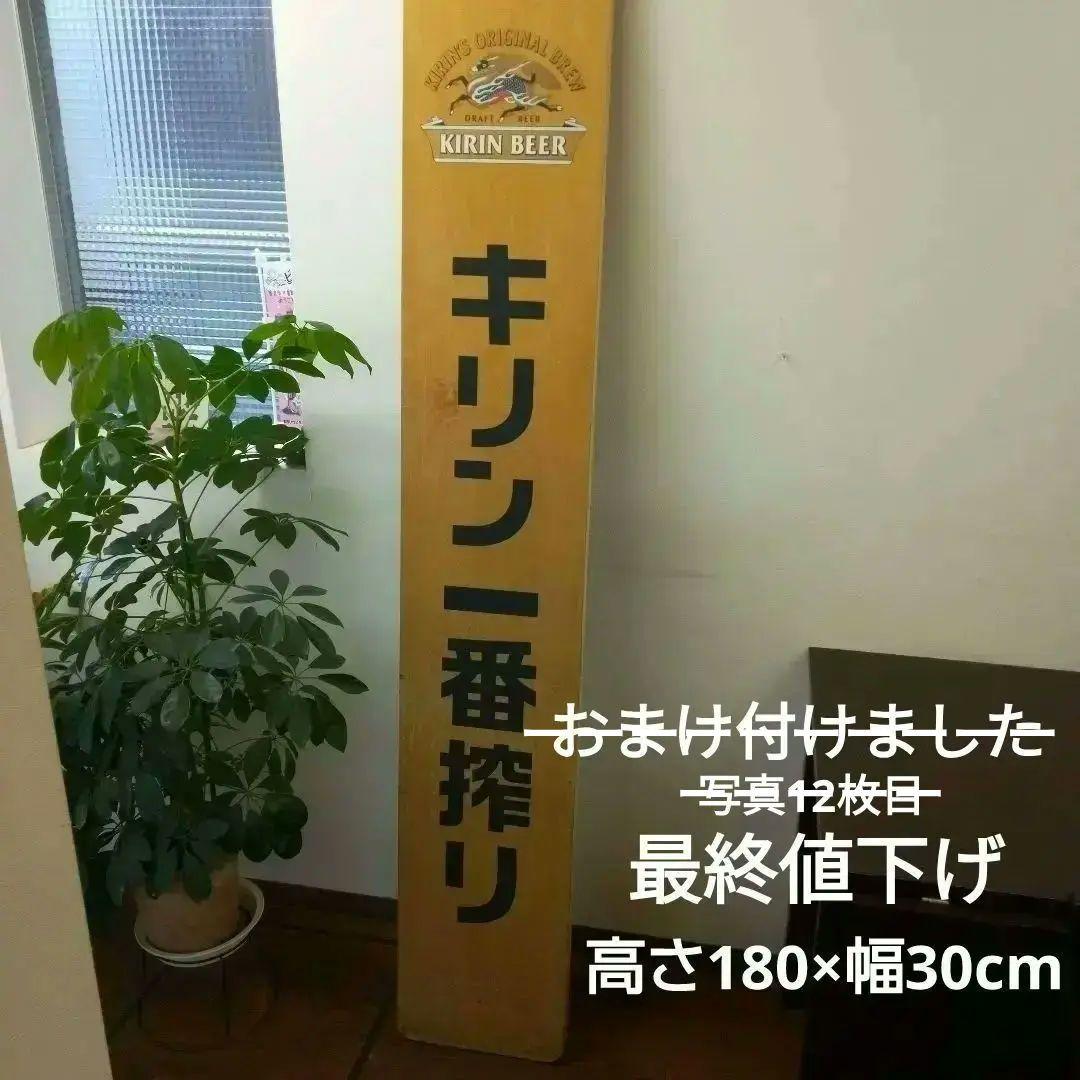 KIRIN'S ORIGINAL BREW
DRAFT BEER
KIRIN BEER
キリン一番搾り
おまけ付けました
写真12枚目
最終値下げ
高さ180×幅30cm